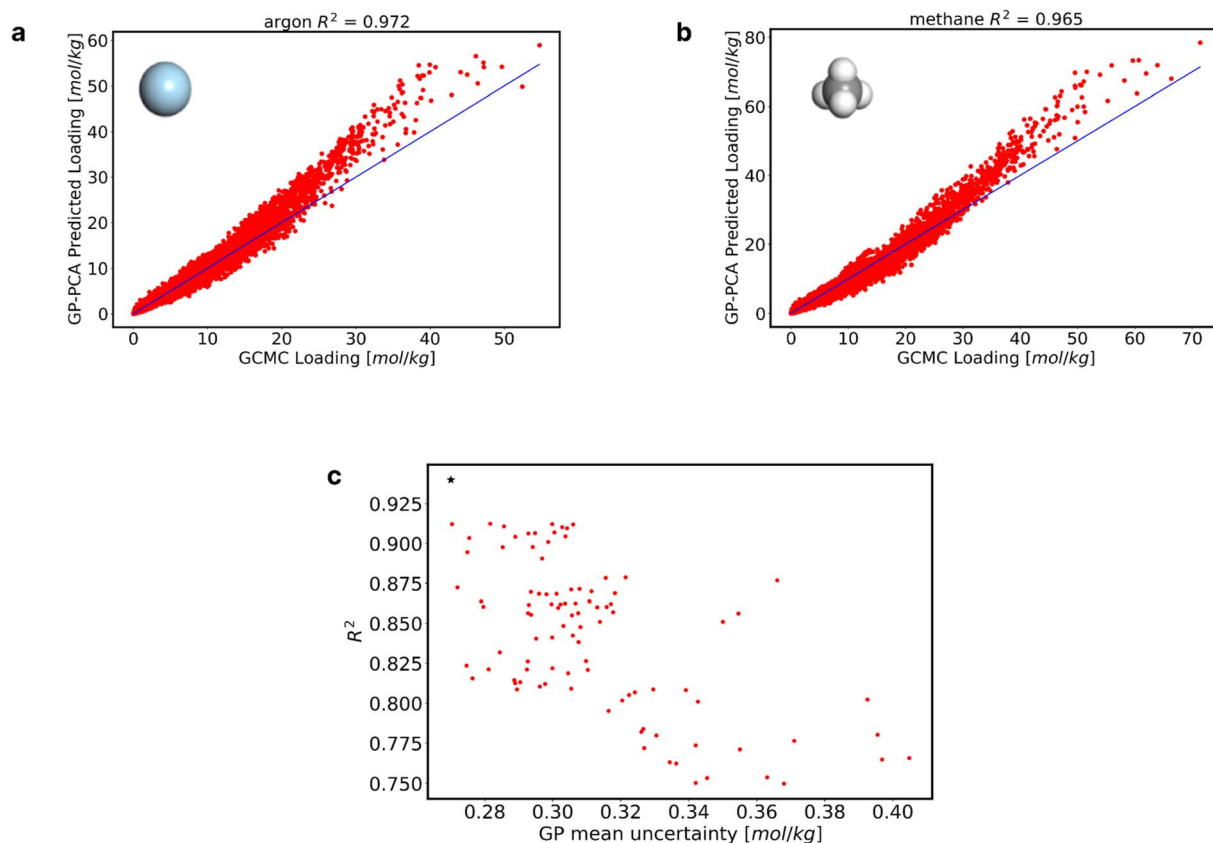 a
argon R² = 0.972
60
50
40
30
20
10
0
GP-PCA Predicted Loading [mol/kg]
0 10 20 30 40 50
GCMC Loading [mol/kg]
b
methane R² = 0.965
80
60
40
20
0
GP-PCA Predicted Loading [mol/kg]
0 10 20 30 40 50 60 70
GCMC Loading [mol/kg]
c
0.925
0.900
0.875
0.850
0.825
0.800
0.775
0.750
R²
0.28 0.30 0.32 0.34 0.36 0.38 0.40
GP mean uncertainty [mol/kg]